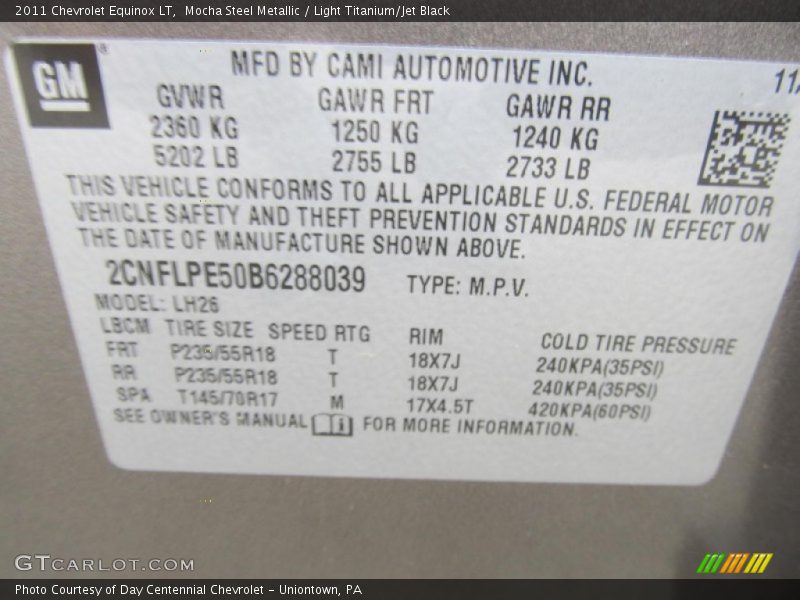 2011 Chevrolet Equinox LT, Mocha Steel Metallic / Light Titanium/Jet Black
GM ®
MFD BY CAMI AUTOMOTIVE INC.
GVWR GAWR FRT GAWR RR
2360 KG 1250 KG 1240 KG
5202 LB 2755 LB 2733 LB
THIS VEHICLE CONFORMS TO ALL APPLICABLE U.S. FEDERAL MOTOR
VEHICLE SAFETY AND THEFT PREVENTION STANDARDS IN EFFECT ON
THE DATE OF MANUFACTURE SHOWN ABOVE.
2CNFLPE50B6288039 TYPE: M.P.V.
MODEL: LH26
LBCM TIRE SIZE SPEED RTG RIM COLD TIRE PRESSURE
FRT P235/55R18 T 18X7J 240KPA(35PSI)
RR P235/55R18 T 18X7J 240KPA(35PSI)
SPA T145/70R17 M 17X4.5T 420KPA(60PSI)
SEE OWNER'S MANUAL i FOR MORE INFORMATION.
GTCARLOT.COM
Photo Courtesy of Day Centennial Chevrolet - Uniontown, PA